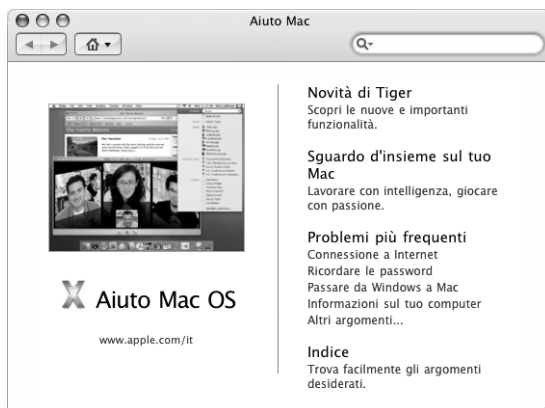 Aiuto Mac
Aiuto Mac OS
www.apple.com/it
Novità di Tiger
Scopri le nuove e importanti
funzionalità.
Sguardo d'insieme sul tuo
Mac
Lavorare con intelligenza, giocare
con passione.
Problemi più frequenti
Connessione a Internet
Ricordare le password
Passare da Windows a Mac
Informazioni sul tuo computer
Altri argomenti...
Indice
Trova facilmente gli argomenti
desiderati.